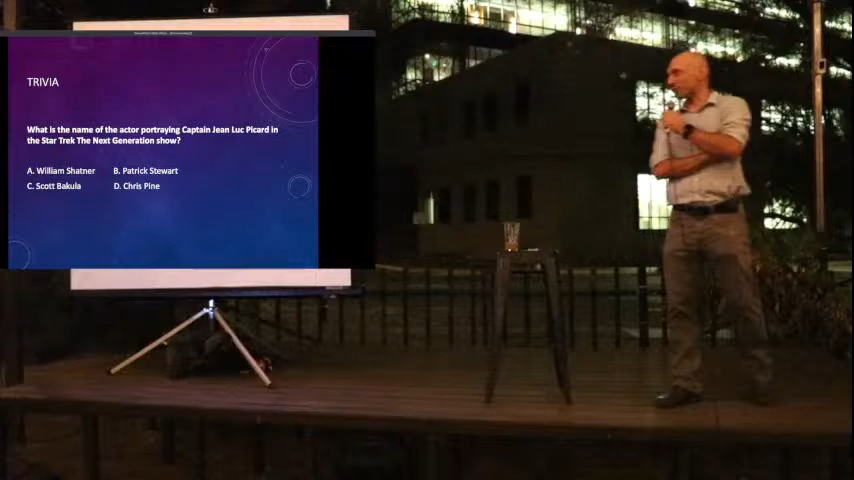 TRIVIA
What is the name of the actor portraying Captain Jean Luc Picard in
the Star Trek The Next Generation show?
A. William Shatner B. Patrick Stewart
C. Scott Bakula D. Chris Pine